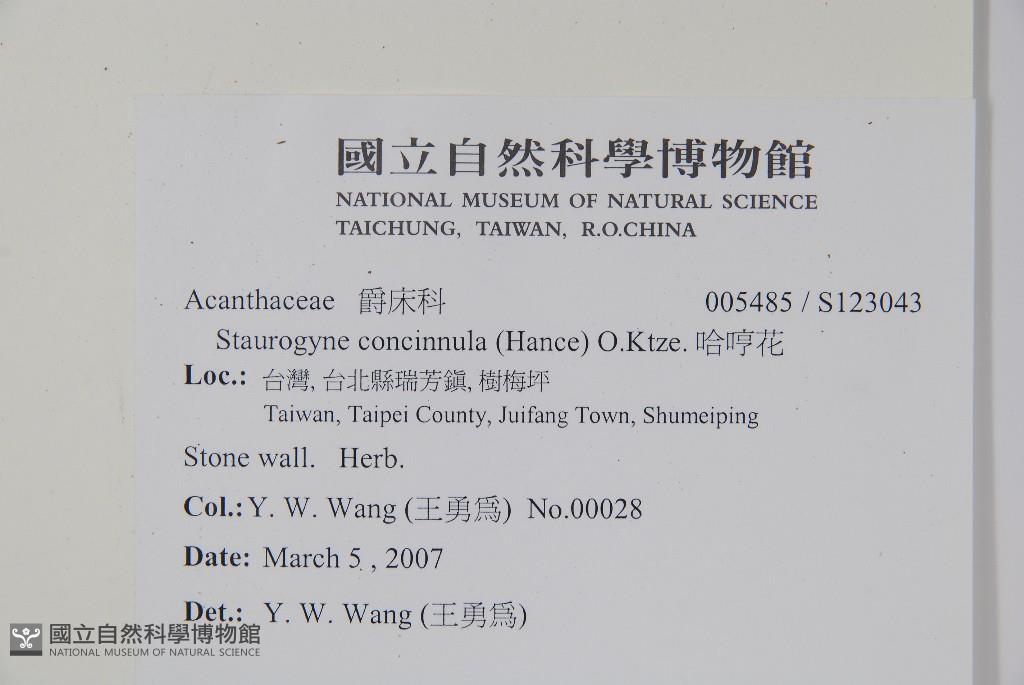 國立自然科學博物館
NATIONAL MUSEUM OF NATURAL SCIENCE
TAICHUNG, TAIWAN, R.O.CHINA
Acanthaceae 爵床科 005485 / S123043
Staurogyne concinnula (Hance) O.Ktze. 哈哼花
Loc.: 台灣, 台北縣瑞芳鎮, 樹梅坪
Taiwan, Taipei County, Juifang Town, Shumeiping
Stone wall. Herb.
Col.: Y. W. Wang (王勇為) No.00028
Date: March 5 , 2007
Det.: Y. W. Wang (王勇為)
國立自然科學博物館
NATIONAL MUSEUM OF NATURAL SCIENCE